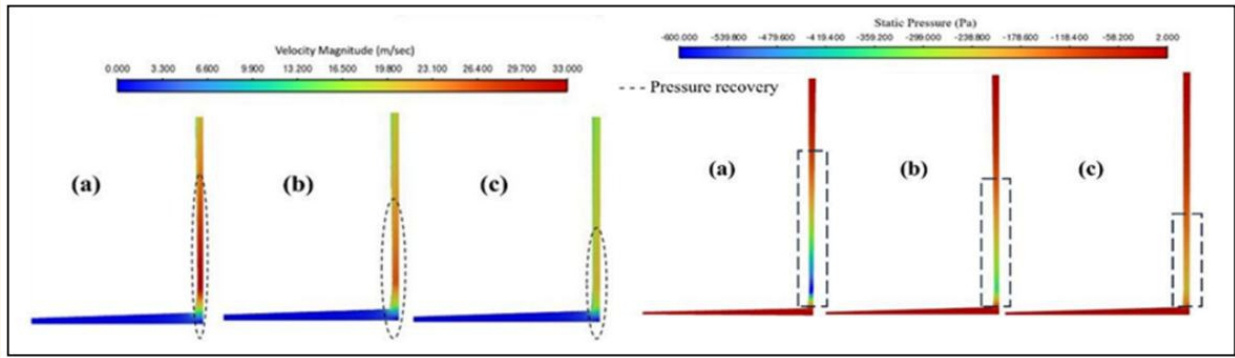 Velocity Magnitude (m/sec)
0.000 3.300 6.600 9.900 13.200 16.500 19.800 23.100 26.400 29.700 33.000
(a) (b) (c)
Static Pressure (Pa)
-600.000 -539.800 -479.600 -419.400 -359.200 -299.000 -238.800 -178.600 -118.400 -58.200 2.000
Pressure recovery
(a) (b) (c)